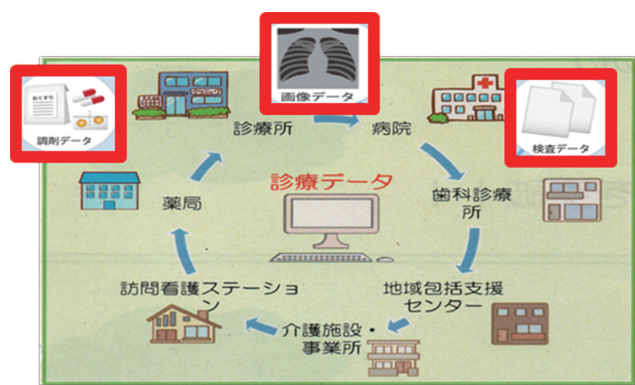 画像データ
おくすり
調剤データ
検査データ
診療所
病院
診療データ
薬局
歯科診療
所
訪問看護ステーショ
ン
地域包括支援
センター
介護施設・
事業所